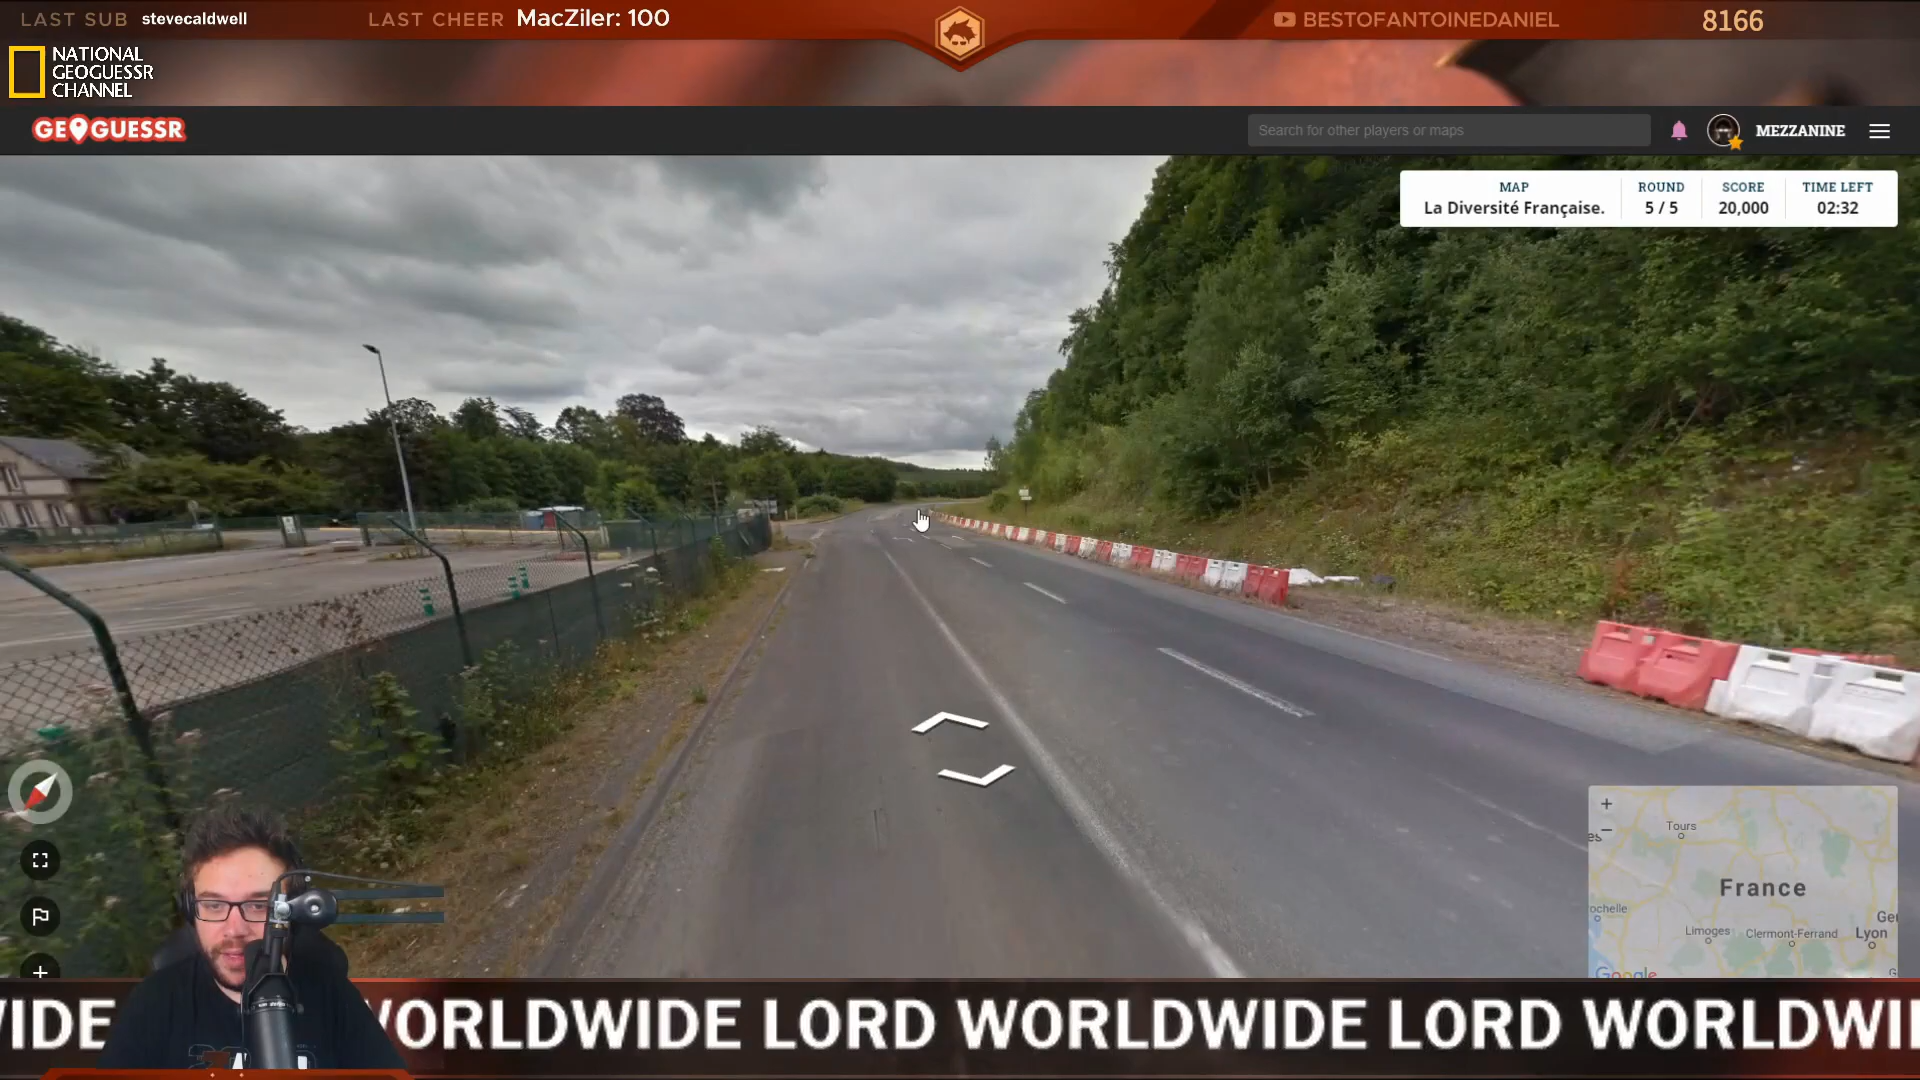 LAST SUB stevecaldwell
LAST CHEER MacZiler: 100
BESTOFANTOINEDANIEL
8166
NATIONAL
GEOGUESSR
CHANNEL
GEOGUESSR
Search for other players or maps
MEZZANINE
MAP ROUND SCORE TIME LEFT
La Diversité Française. 5 / 5 20,000 02:32
Tours
France
ochelle
Limoges
Clermont-Ferrand
Lyon
Google
WORLDWIDE LORD WORLDWIDE LORD WORLDWI